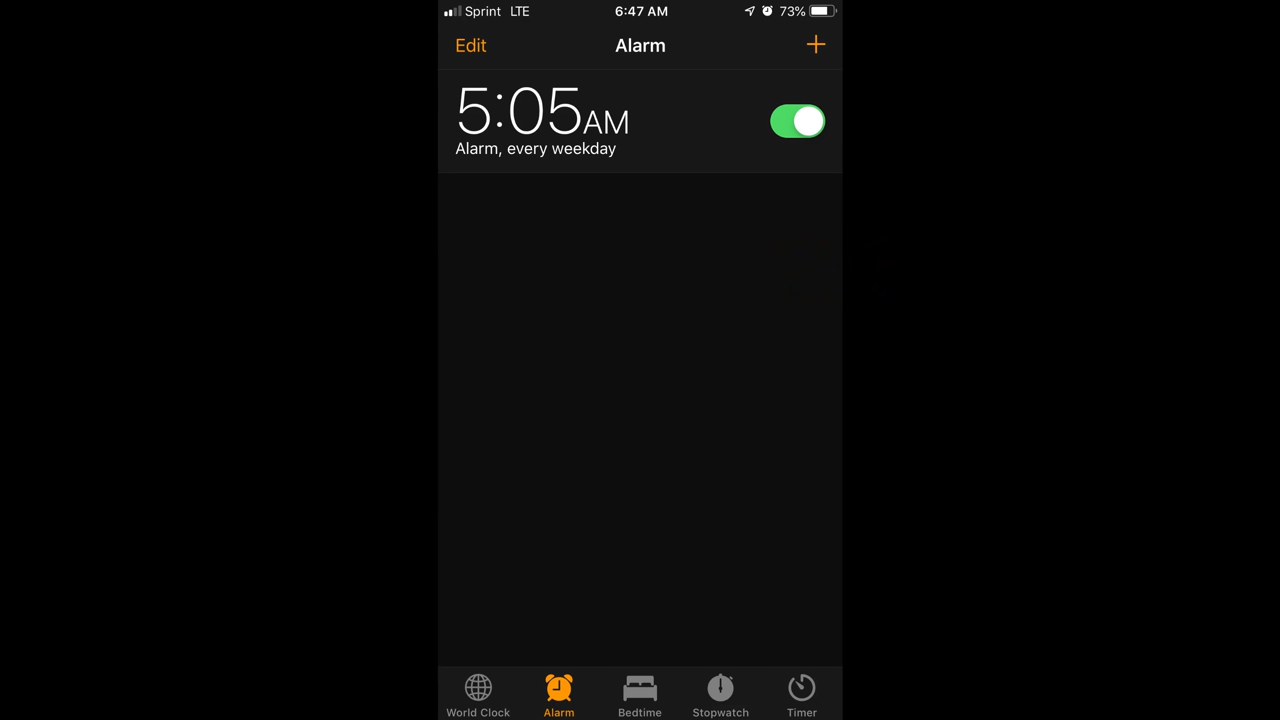 Sprint LTE 6:47 AM 73%
Edit Alarm +
5:05AM
Alarm, every weekday
World Clock Alarm Bedtime Stopwatch Timer